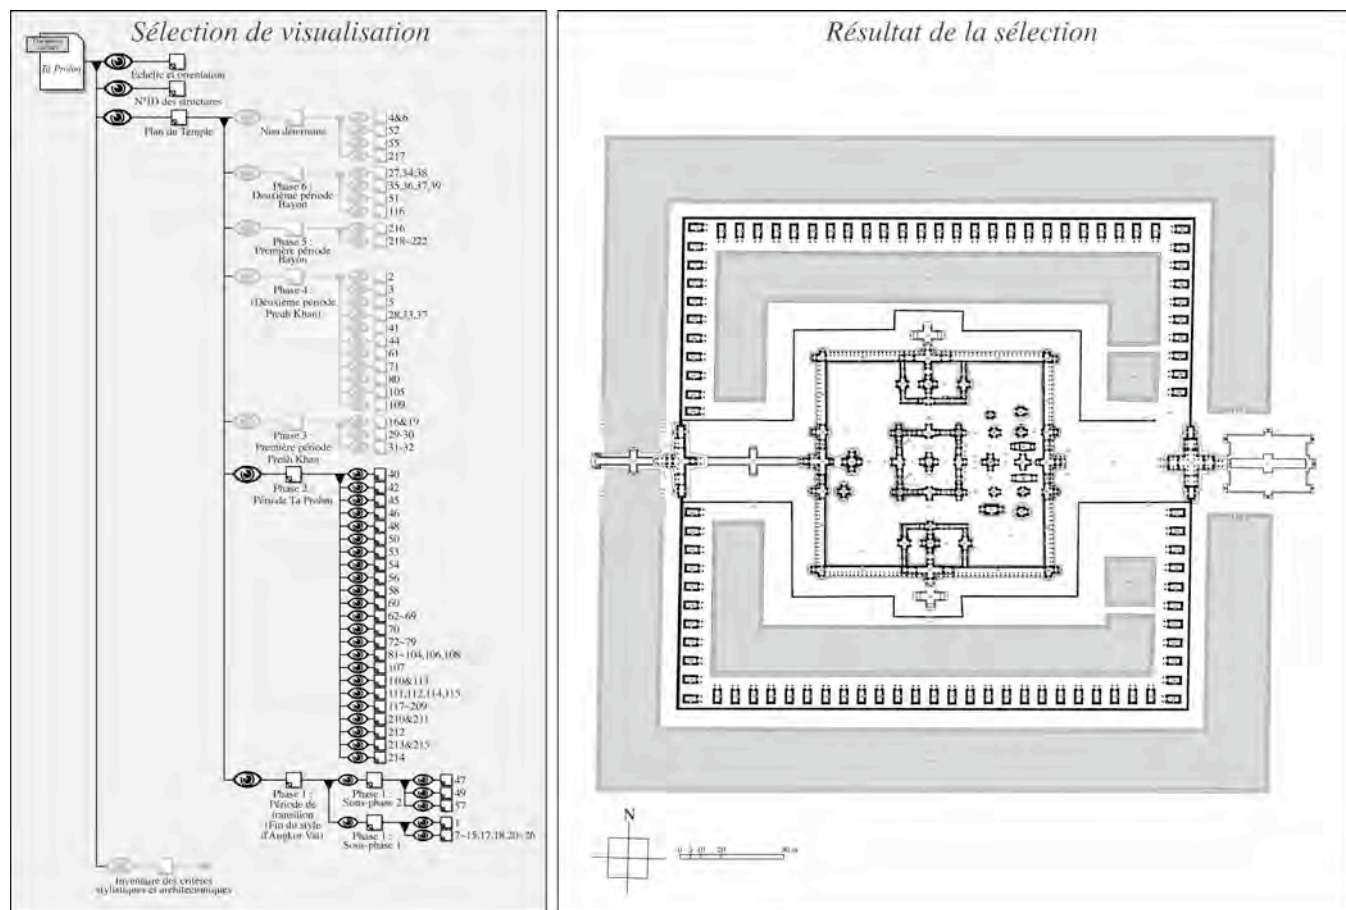 Sélection de visualisation
Ta Prohm
Echelle et orientation
N°ID des structures
Plan du Temple
Non déterminé
4&6
52
55
217
Phase 6 :
Deuxième période
Bayon
27,34,38
35,36,37,39
51
116
Phase 5 :
Première période
Bayon
216
218~222
Phase 4 :
(Deuxième période
Preah Khan)
2
3
5
28,33,37
41
44
61
71
80
105
109
Phase 3 :
Première période
Preah Khan
16&19
29-30
31-32
Phase 2 :
Période Ta Prohm
40
42
45
46
48
50
53
54
56
58
60
62~69
70
72~79
81~104,106,108
107
110&113
111,112,114,115
117~209
210&211
212
213&215
214
Phase 1 :
Période de
transition
(Fin du style
d'Angkor Vat)
Phase 1 :
Sous-phase 2
47
49
57
Phase 1 :
Sous-phase 1
1
7~15,17,18,20~26
Inventaire des critères
stylistiques et architectoniques
Résultat de la sélection
N
0 5 10 20 50 m